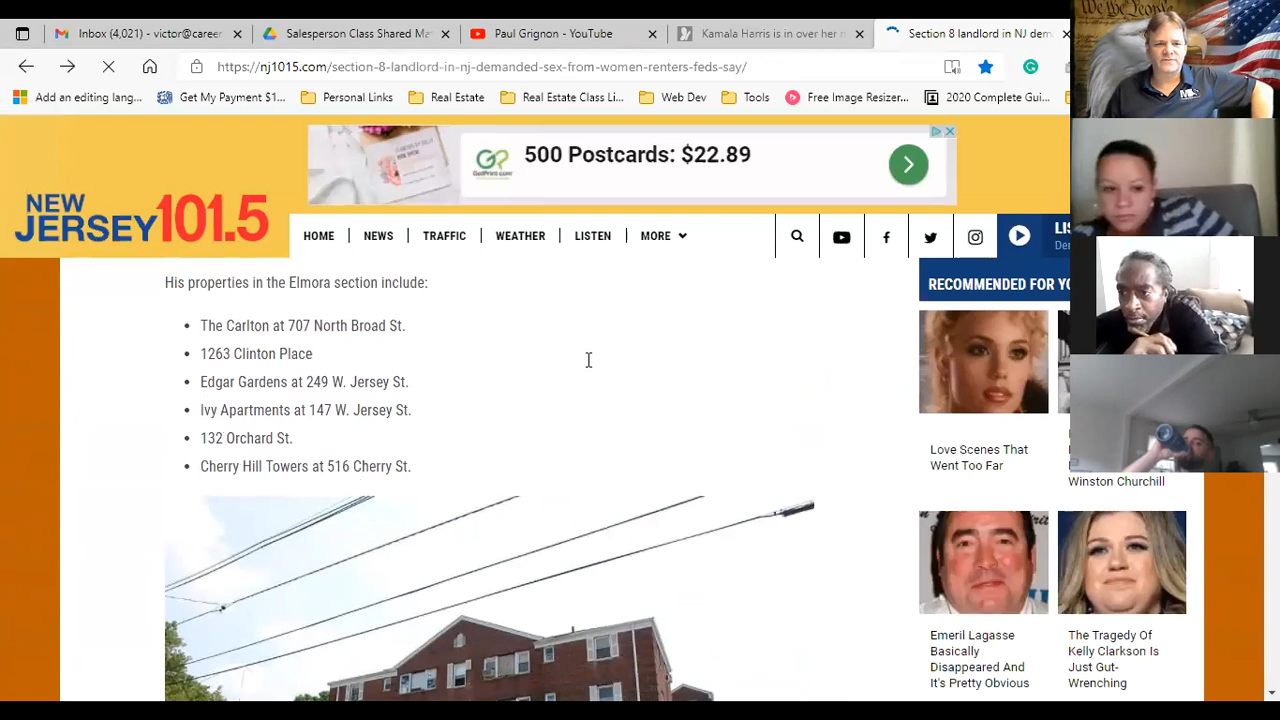 Inbox (4,021) - victor@career
Salesperson Class Shared Ma
Paul Grignon - YouTube
Kamala Harris is in over her n
Section 8 landlord in NJ dem
We the People
https://nj1015.com/section-8-landlord-in-nj-demanded-sex-from-women-renters-feds-say/
Add an editing lang...
Get My Payment $1...
Personal Links
Real Estate
Real Estate Class Li...
Web Dev
Tools
Free Image Resizer...
2020 Complete Gui...
GetPrint.com
500 Postcards: $22.89
NEW
JERSEY 101.5
HOME
NEWS
TRAFFIC
WEATHER
LISTEN
MORE
His properties in the Elmora section include:
The Carlton at 707 North Broad St.
1263 Clinton Place
Edgar Gardens at 249 W. Jersey St.
Ivy Apartments at 147 W. Jersey St.
132 Orchard St.
Cherry Hill Towers at 516 Cherry St.
RECOMMENDED FOR YO
Love Scenes That
Went Too Far
Winston Churchill
Emeril Lagasse
Basically
Disappeared And
It's Pretty Obvious
The Tragedy Of
Kelly Clarkson Is
Just Gut-
Wrenching